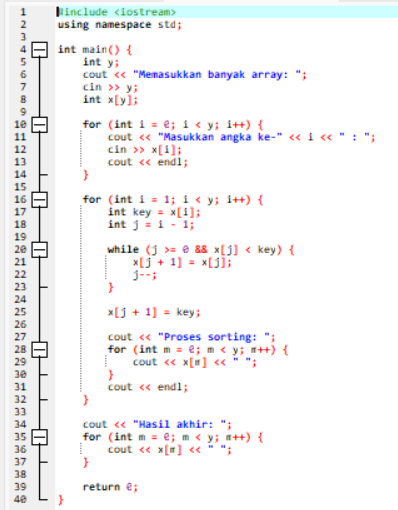 1 #include <iostream>
2 using namespace std;
3
4 int main() {
5 int y;
6 cout << "Memasukkan banyak array: ";
7 cin >> y;
8 int x[y];
9
10 for (int i = 0; i < y; i++) {
11 cout << "Masukkan angka ke-" << i << " : ";
12 cin >> x[i];
13 cout << endl;
14 }
15
16 for (int i = 1; i < y; i++) {
17 int key = x[i];
18 int j = i - 1;
19
20 while (j >= 0 && x[j] < key) {
21 x[j + 1] = x[j];
22 j--;
23 }
24
25 x[j + 1] = key;
26
27 cout << "Proses sorting: ";
28 for (int m = 0; m < y; m++) {
29 cout << x[m] << " ";
30 }
31 cout << endl;
32 }
33
34 cout << "Hasil akhir: ";
35 for (int m = 0; m < y; m++) {
36 cout << x[m] << " ";
37 }
38
39 return 0;
40 }